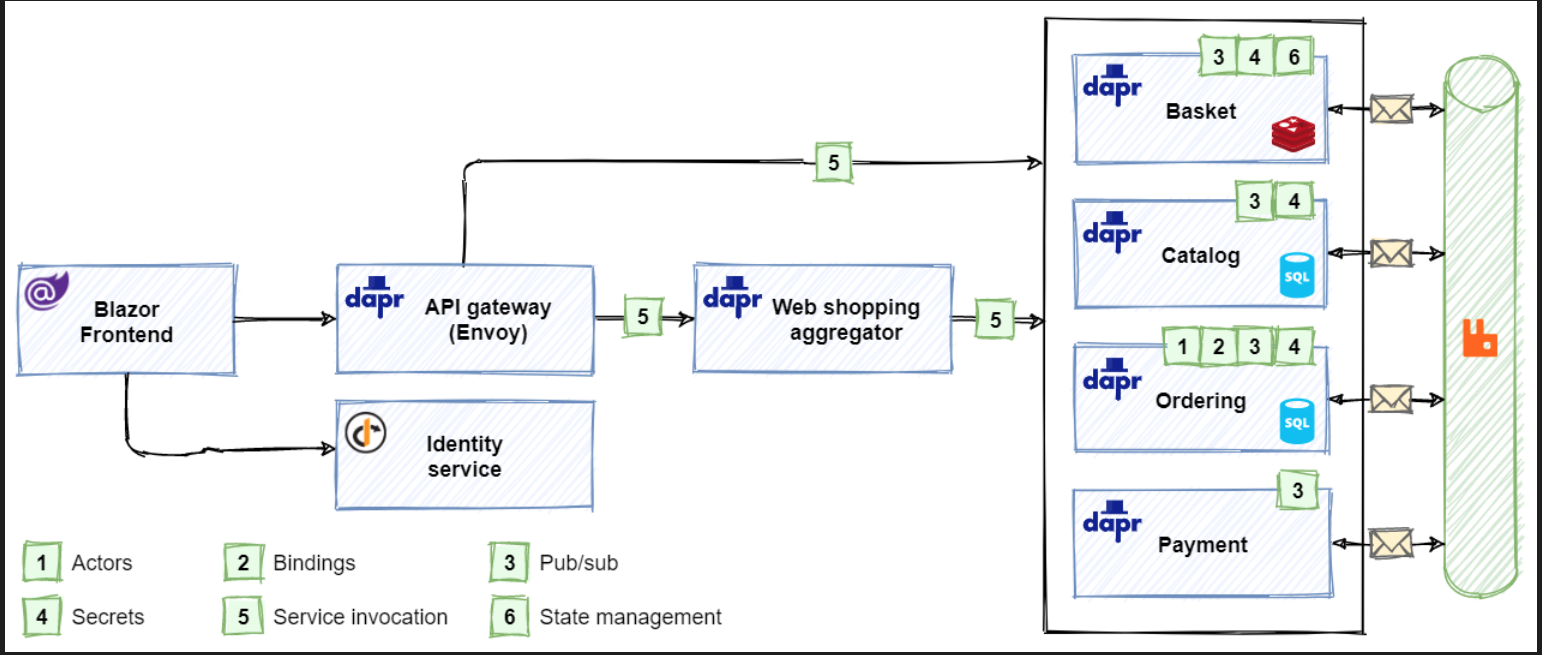 3 4 6
dapr
Basket
5
3 4
dapr
Catalog
SQL
Blazor
Frontend
dapr
API gateway
(Envoy)
5
dapr
Web shopping
aggregator
5
1 2 3 4
dapr
Ordering
SQL
Identity
service
3
dapr
Payment
1 Actors
2 Bindings
3 Pub/sub
4 Secrets
5 Service invocation
6 State management